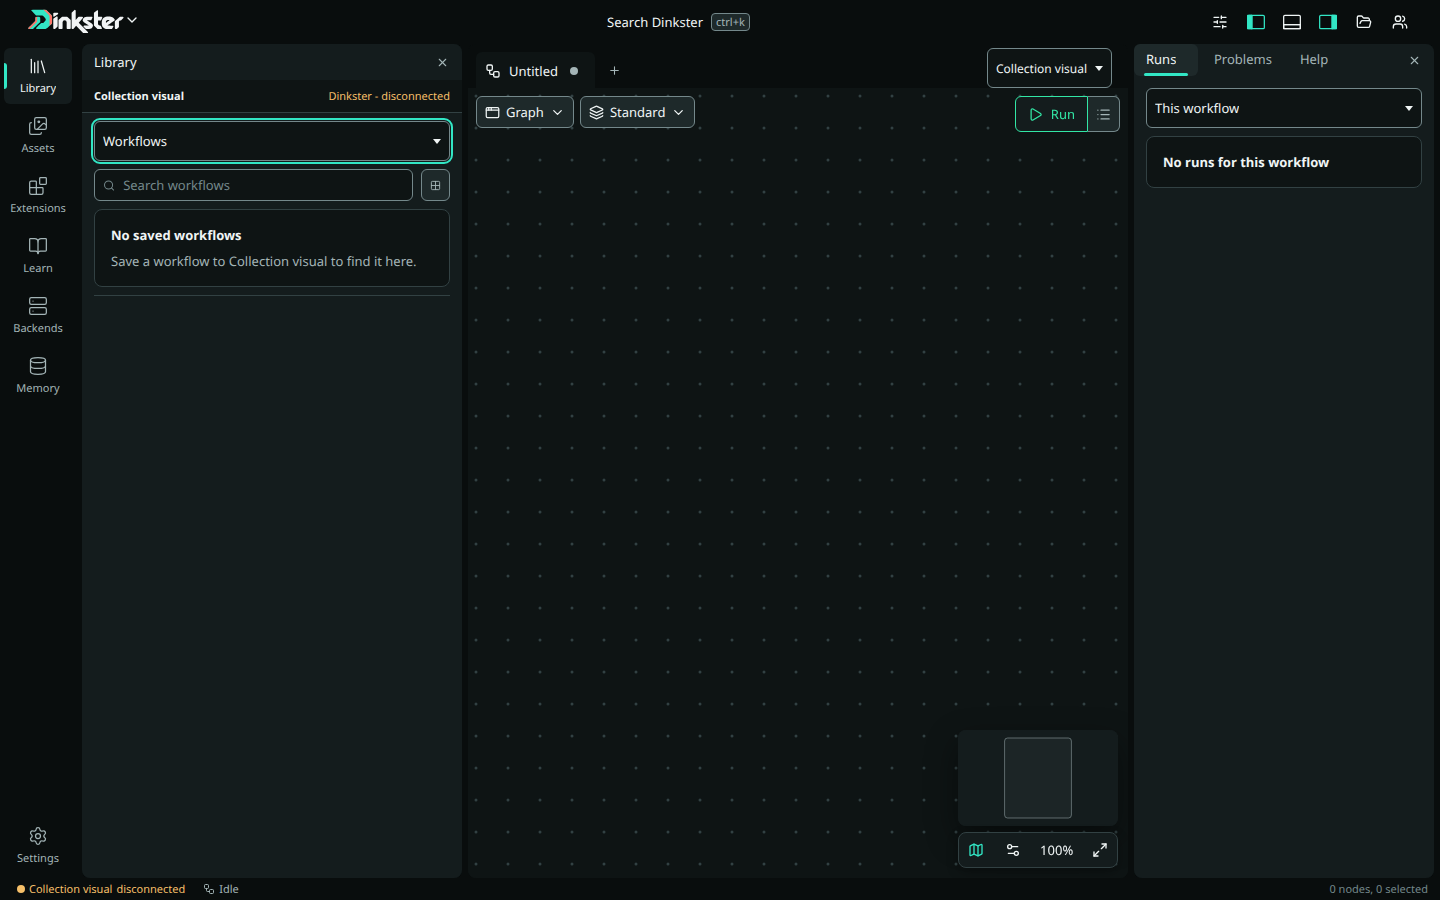 Dinkster
Search Dinkster ctrl+k
Library
Assets
Extensions
Learn
Backends
Memory
Settings
Library
Collection visual Dinkster - disconnected
Workflows
Search workflows
No saved workflows
Save a workflow to Collection visual to find it here.
Untitled
Collection visual
Graph Standard
Run
100%
Runs Problems Help
This workflow
No runs for this workflow
Collection visual disconnected Idle
0 nodes, 0 selected